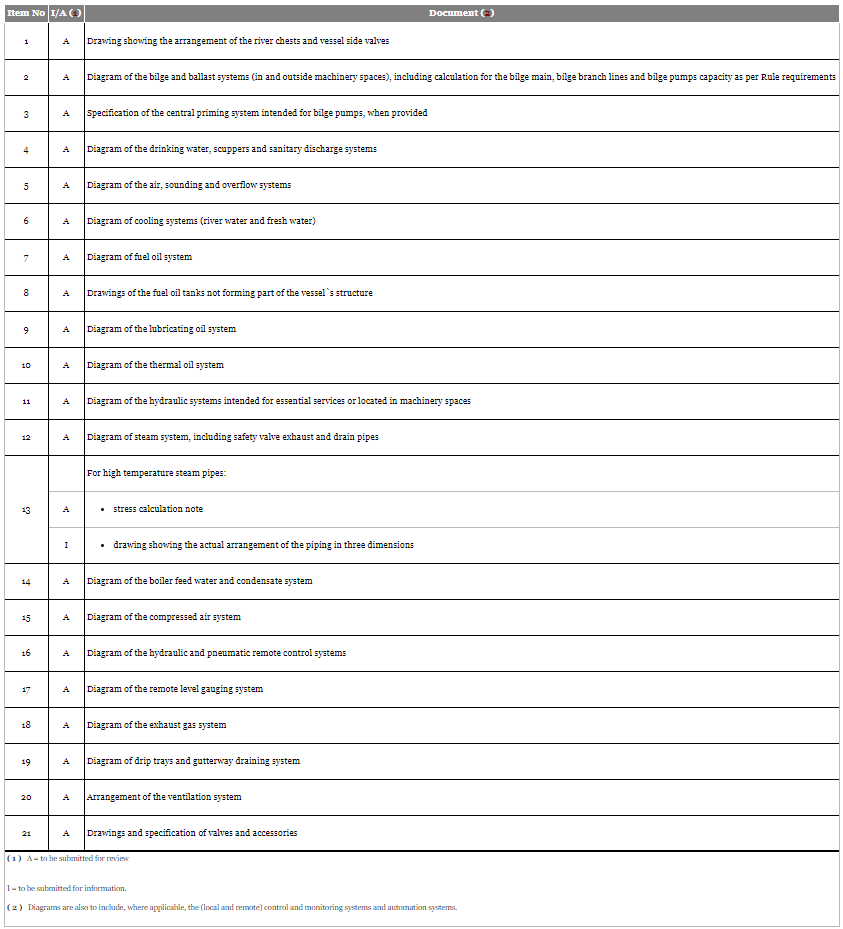 Item No I/A (1) Document (2)
1 A Drawing showing the arrangement of the river chests and vessel side valves
2 A Diagram of the bilge and ballast systems (in and outside machinery spaces), including calculation for the bilge main, bilge branch lines and bilge pumps capacity as per Rule requirements
3 A Specification of the central priming system intended for bilge pumps, when provided
4 A Diagram of the drinking water, scuppers and sanitary discharge systems
5 A Diagram of the air, sounding and overflow systems
6 A Diagram of cooling systems (river water and fresh water)
7 A Diagram of fuel oil system
8 A Drawings of the fuel oil tanks not forming part of the vessel`s structure
9 A Diagram of the lubricating oil system
10 A Diagram of the thermal oil system
11 A Diagram of the hydraulic systems intended for essential services or located in machinery spaces
12 A Diagram of steam system, including safety valve exhaust and drain pipes
For high temperature steam pipes:
13 A • stress calculation note
I • drawing showing the actual arrangement of the piping in three dimensions
14 A Diagram of the boiler feed water and condensate system
15 A Diagram of the compressed air system
16 A Diagram of the hydraulic and pneumatic remote control systems
17 A Diagram of the remote level gauging system
18 A Diagram of the exhaust gas system
19 A Diagram of drip trays and gutterway draining system
20 A Arrangement of the ventilation system
21 A Drawings and specification of valves and accessories
( 1 ) A = to be submitted for review
I = to be submitted for information.
( 2 ) Diagrams are also to include, where applicable, the (local and remote) control and monitoring systems and automation systems.